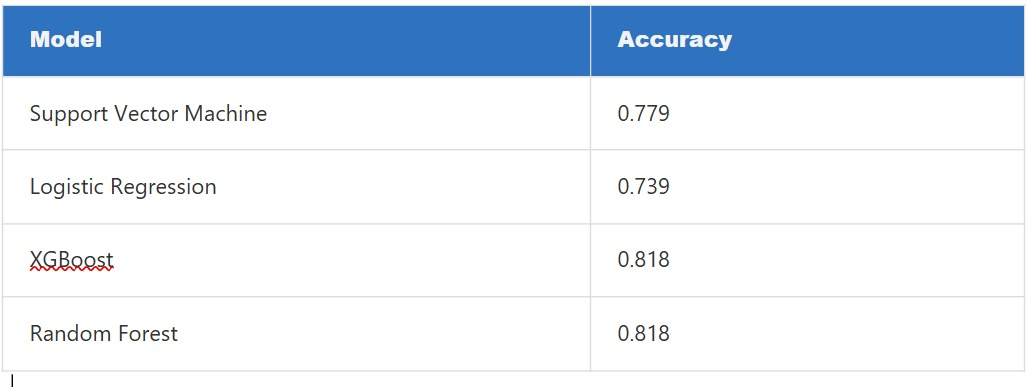 Model Accuracy
Support Vector Machine 0.779
Logistic Regression 0.739
XGBoost 0.818
Random Forest 0.818